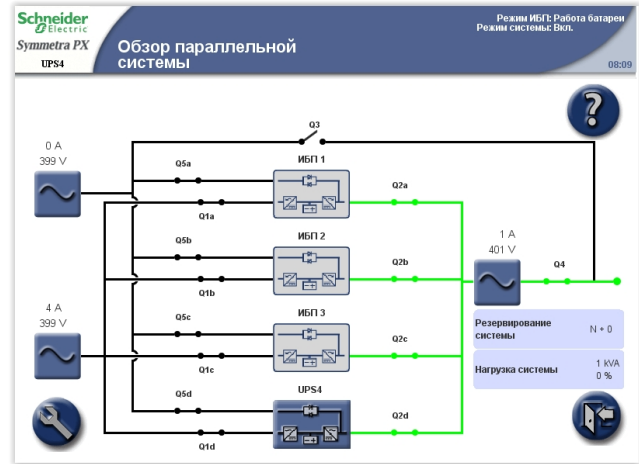 Schneider
Electric
Symmetra PX
UPS4
Обзор параллельной
системы
Режим ИБП: Работа батареи
Режим системы: Вкл.
08:09
Q3
0 A
399 V
Q5a
ИБП 1
Q1a
Q2a
Q5b
ИБП 2
Q1b
Q2b
1 A
401 V
Q4
4 A
399 V
Q5c
ИБП 3
Q1c
Q2c
Резервирование
системы
N + 0
Нагрузка системы
1 kVA
0 %
Q5d
UPS4
Q1d
Q2d